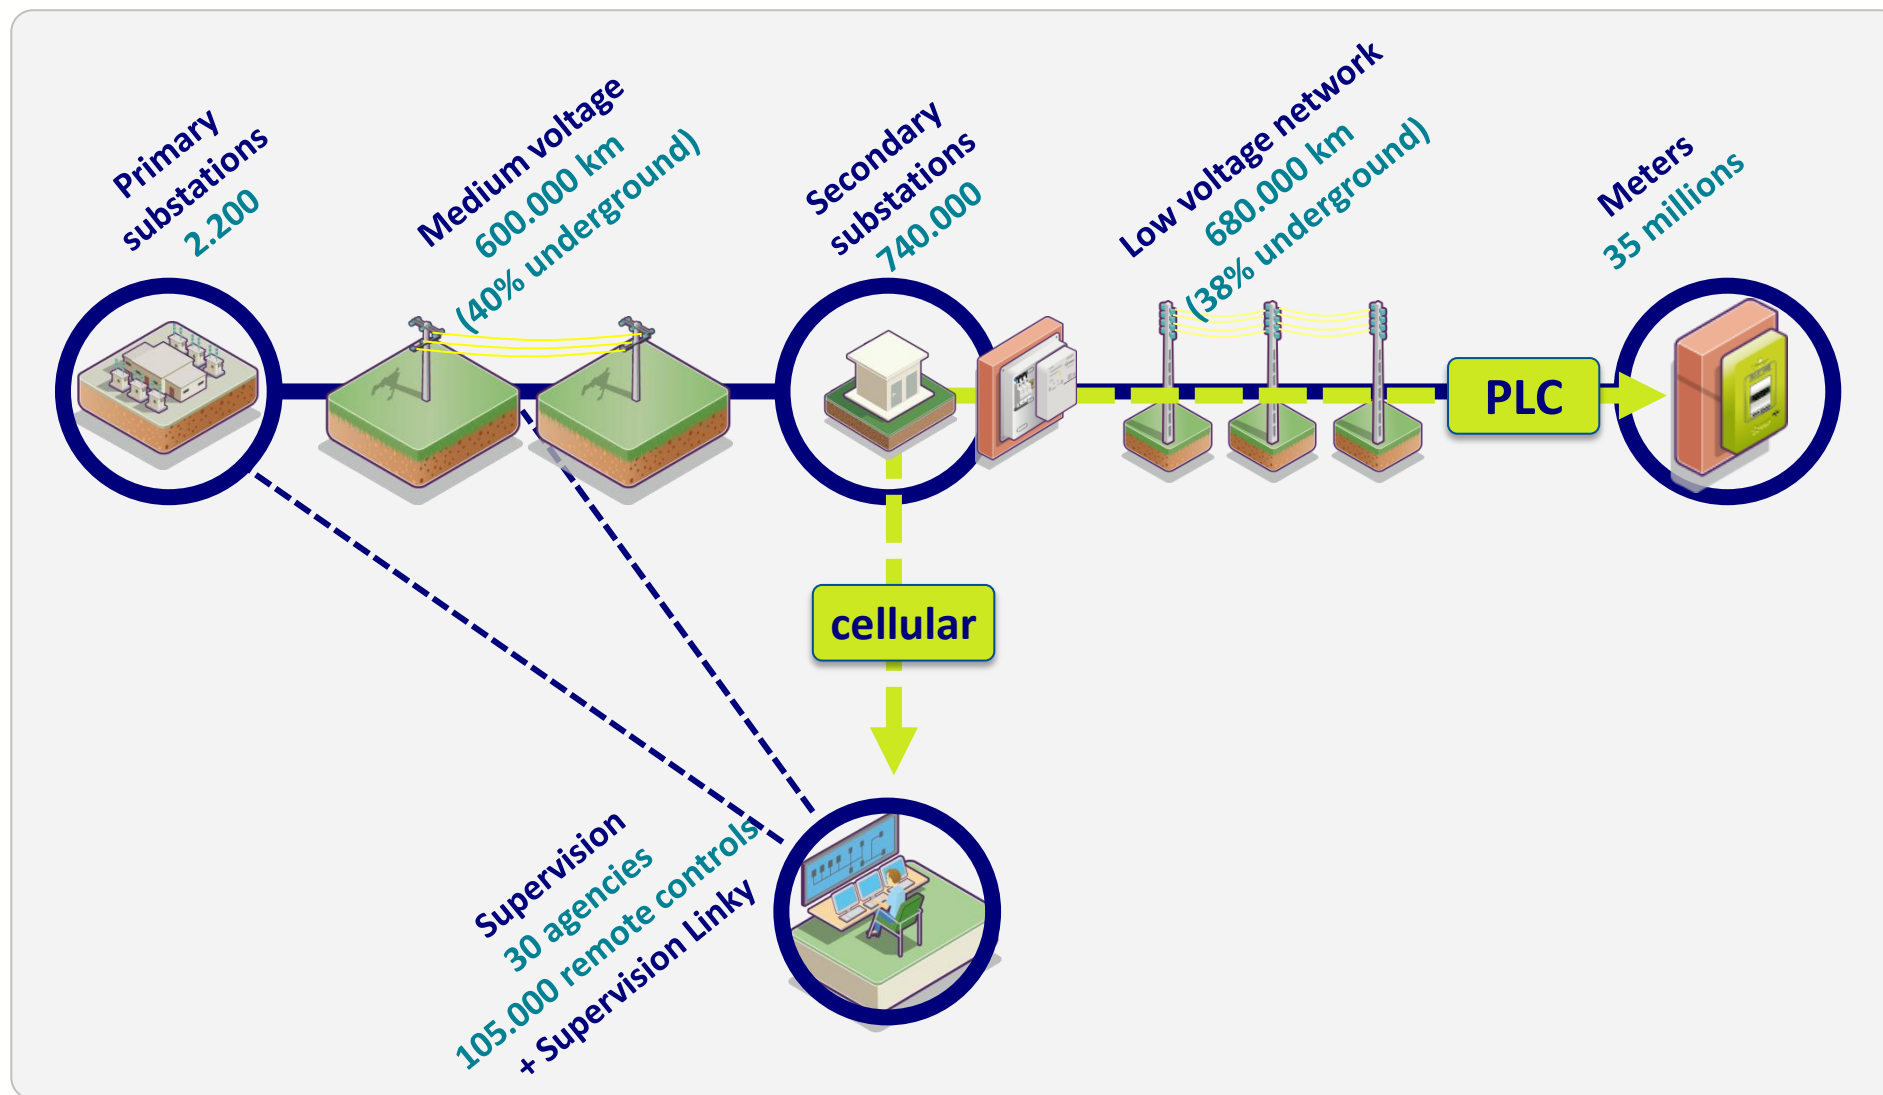 Primary
substations
2.200
Medium voltage
600.000 km
(40% underground)
Secondary
substations
740.000
Low voltage network
680.000 km
(38% underground)
Meters
35 millions
PLC
cellular
Supervision
30 agencies
105.000 remote controls
+ Supervision Linky